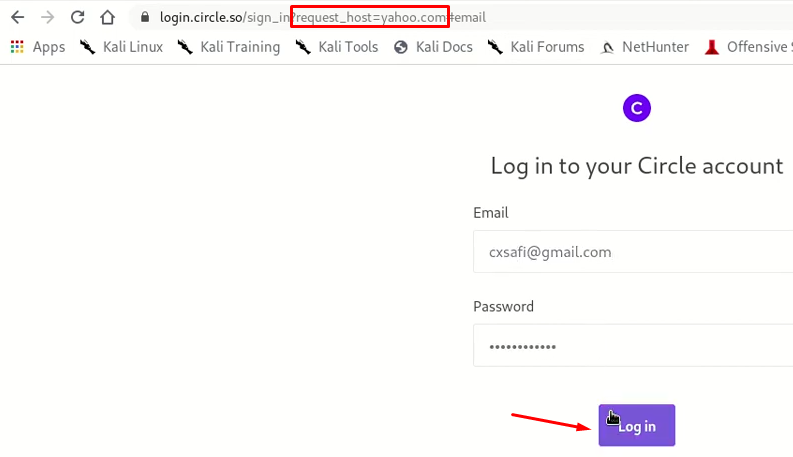 login.circle.so/sign_in?request_host=yahoo.com#email
Apps Kali Linux Kali Training Kali Tools Kali Docs Kali Forums NetHunter Offensive
C
Log in to your Circle account
Email
cxsafi@gmail.com
Password
••••••••••••
Log in